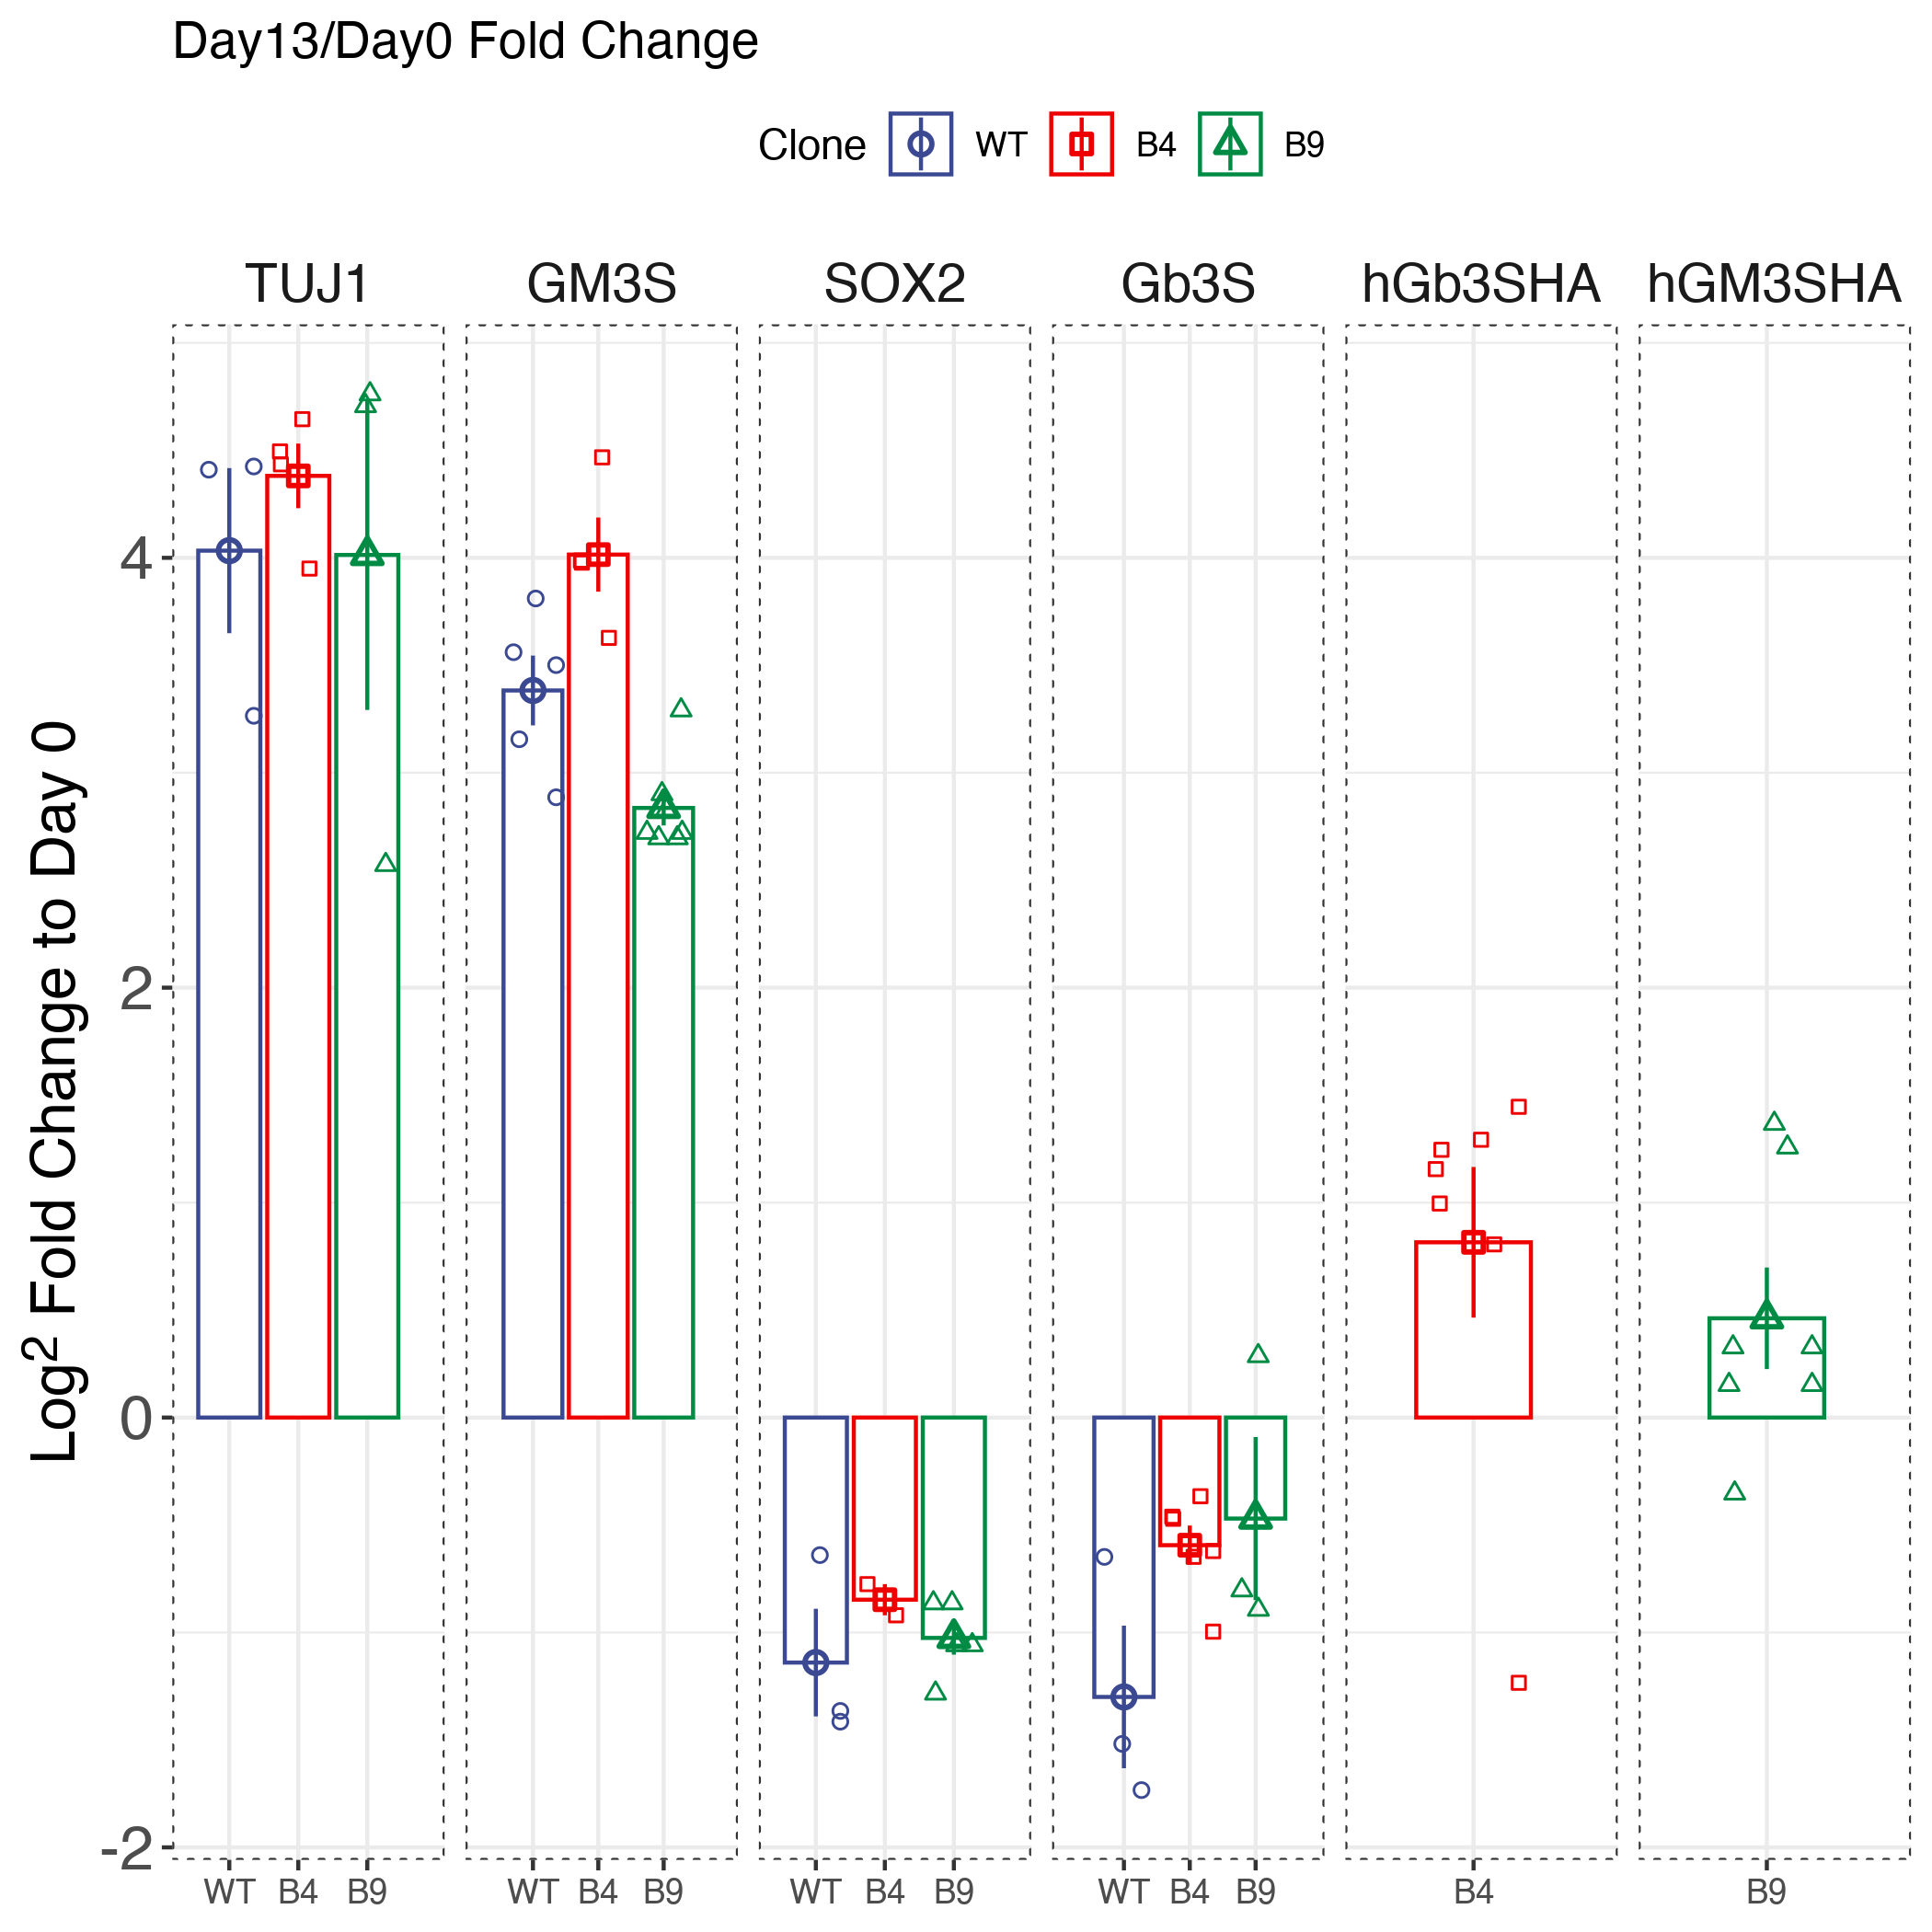 Day13/Day0 Fold Change
Clone WT B4 B9
TUJ1 GM3S SOX2 Gb3S hGb3SHA hGM3SHA
Log² Fold Change to Day 0
4
2
0
-2
WT B4 B9 WT B4 B9 WT B4 B9 WT B4 B9 B4 B9